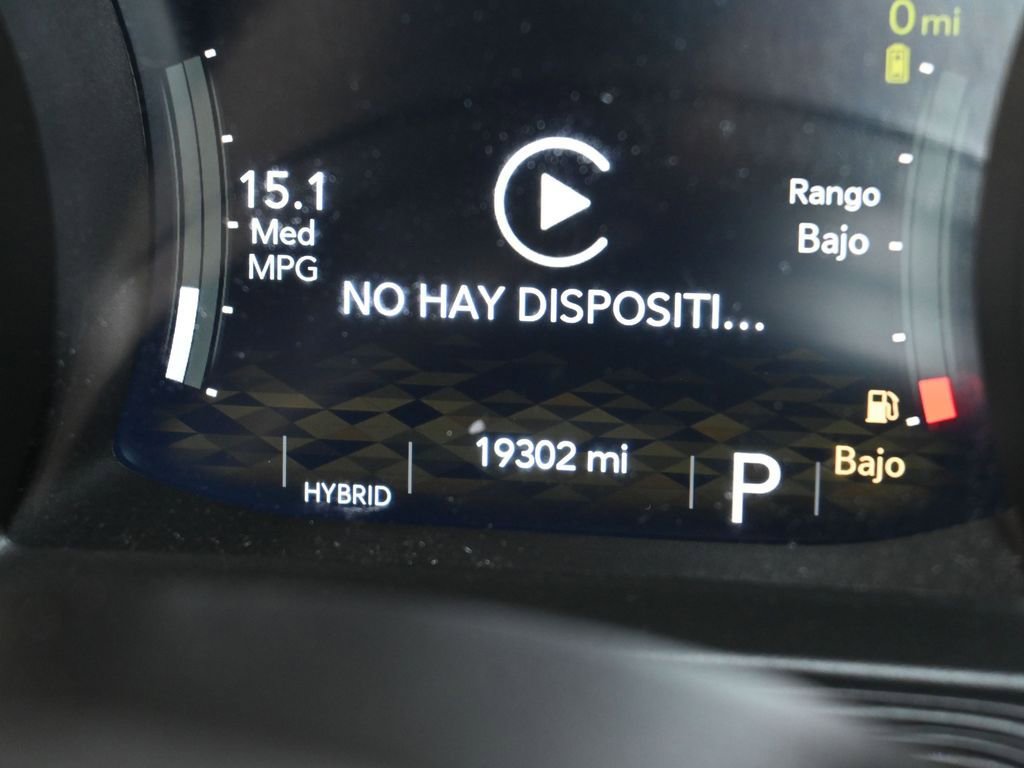 0 mi
15.1
Med
MPG
Rango
Bajo
NO HAY DISPOSITI...
19302 mi
HYBRID
P
Bajo